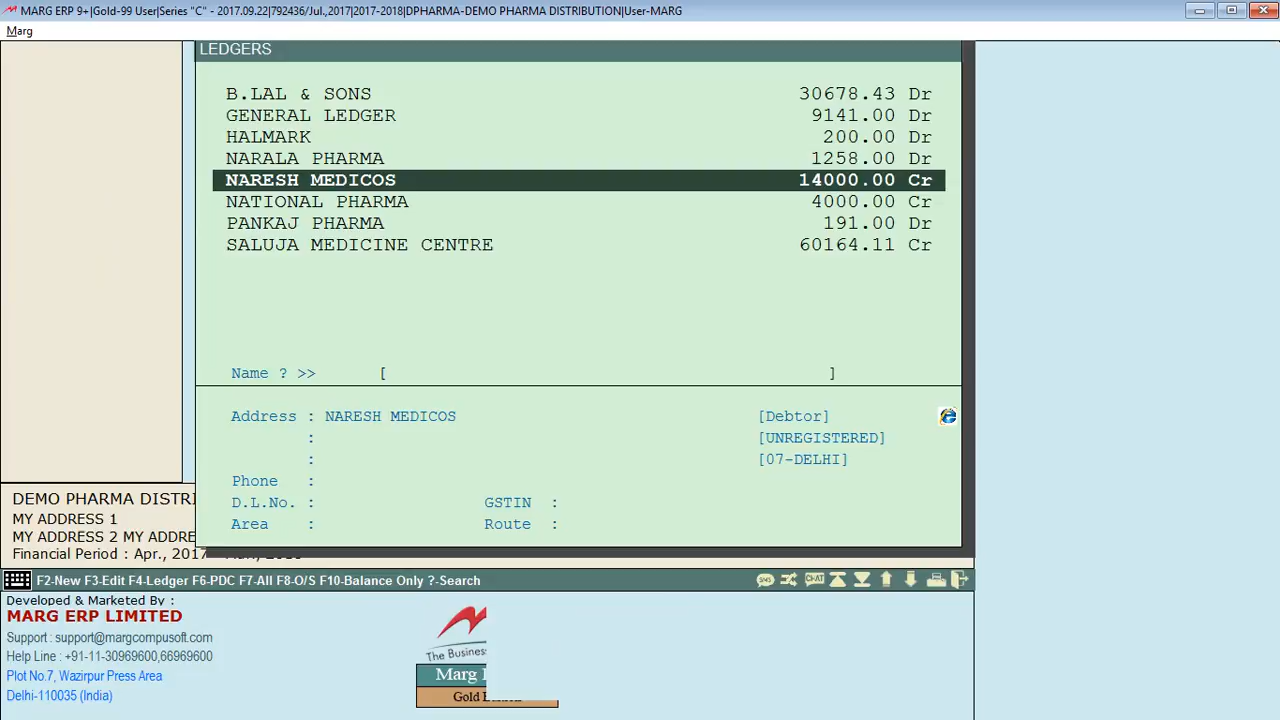 MARG ERP 9+|Gold-99 User|Series "C" - 2017.09.22|792436/Jul.,2017|2017-2018|DPHARMA-DEMO PHARMA DISTRIBUTION|User-MARG
Marg
LEDGERS
B.LAL & SONS 30678.43 Dr
GENERAL LEDGER 9141.00 Dr
HALMARK 200.00 Dr
NARALA PHARMA 1258.00 Dr
NARESH MEDICOS 14000.00 Cr
NATIONAL PHARMA 4000.00 Cr
PANKAJ PHARMA 191.00 Dr
SALUJA MEDICINE CENTRE 60164.11 Cr
Name ? >> [ ]
Address : NARESH MEDICOS [Debtor]
: [UNREGISTERED]
: [07-DELHI]
Phone :
D.L.No. : GSTIN :
Area : Route :
DEMO PHARMA DISTRI
MY ADDRESS 1
MY ADDRESS 2 MY ADDRE
Financial Period : Apr., 2017
F2-New F3-Edit F4-Ledger F6-PDC F7-All F8-O/S F10-Balance Only ?-Search
SMS CHAT
Developed & Marketed By :
MARG ERP LIMITED
Support : support@margcompusoft.com
Help Line : +91-11-30969600,66969600
Plot No.7, Wazirpur Press Area
Delhi-110035 (India)
The Business
Marg
Gold